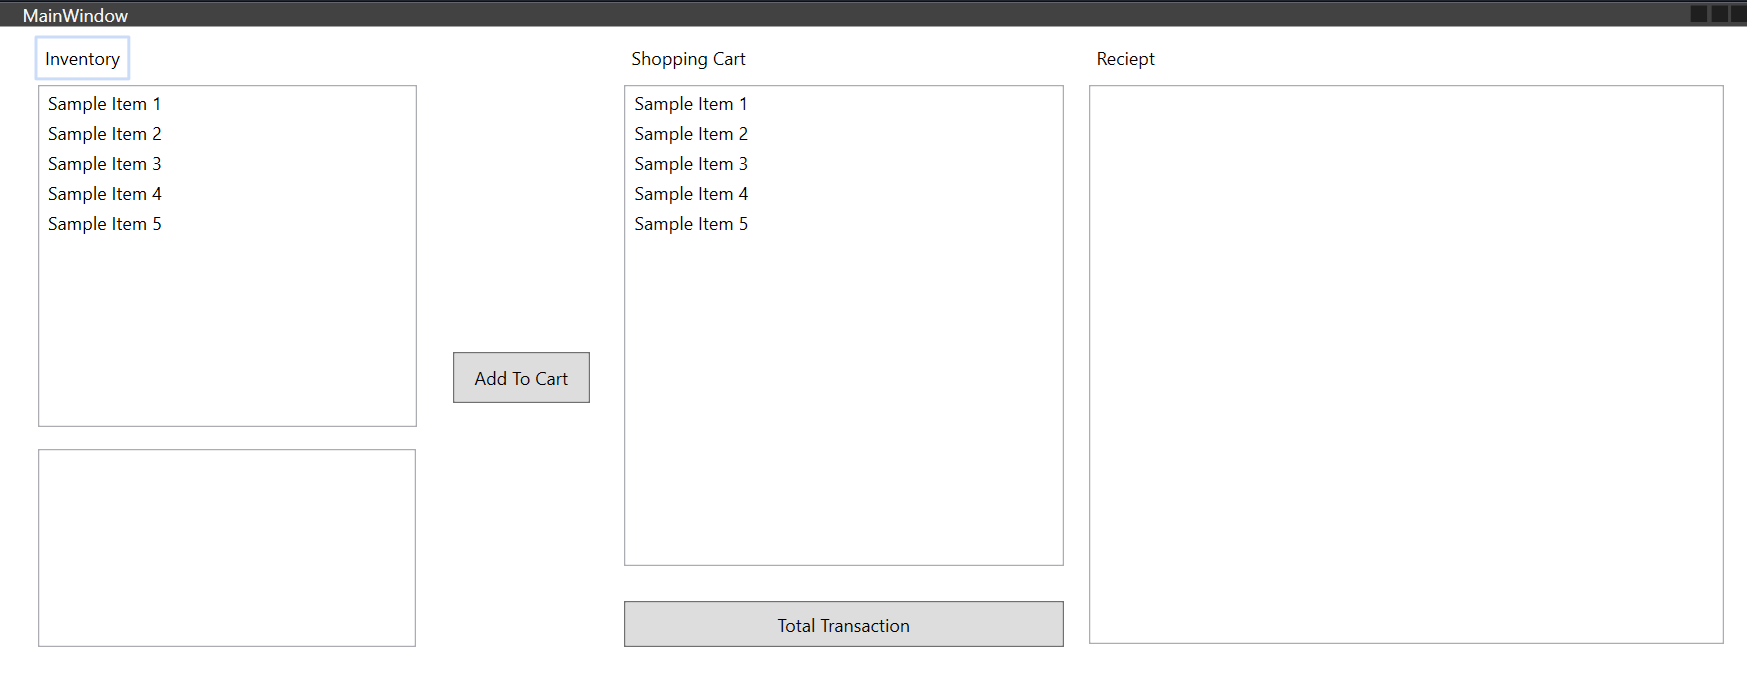 MainWindow
Inventory
Sample Item 1
Sample Item 2
Sample Item 3
Sample Item 4
Sample Item 5
Add To Cart
Shopping Cart
Sample Item 1
Sample Item 2
Sample Item 3
Sample Item 4
Sample Item 5
Total Transaction
Reciept